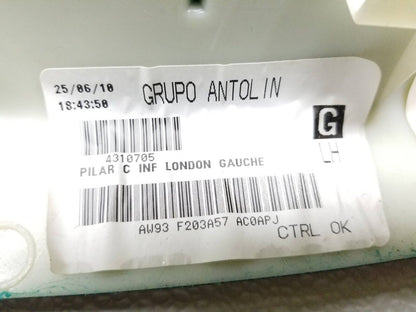 25/06/10
18:43:50
GRUPO ANTOLIN
G
LH
4310705
PILAR C INF LONDON GAUCHE
AW93 F203A57 AC0APJ
CTRL OK